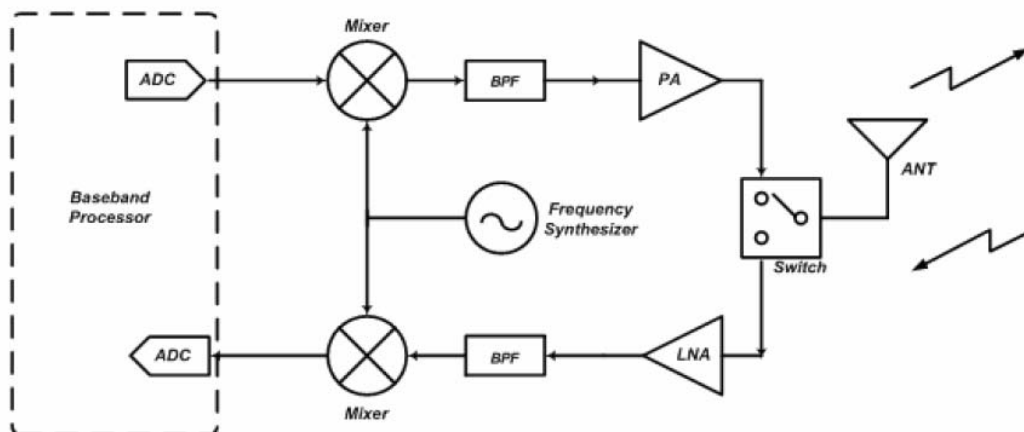 Mixer
ADC
BPF
PA
ANT
Baseband
Processor
Frequency
Synthesizer
Switch
ADC
BPF
LNA
Mixer